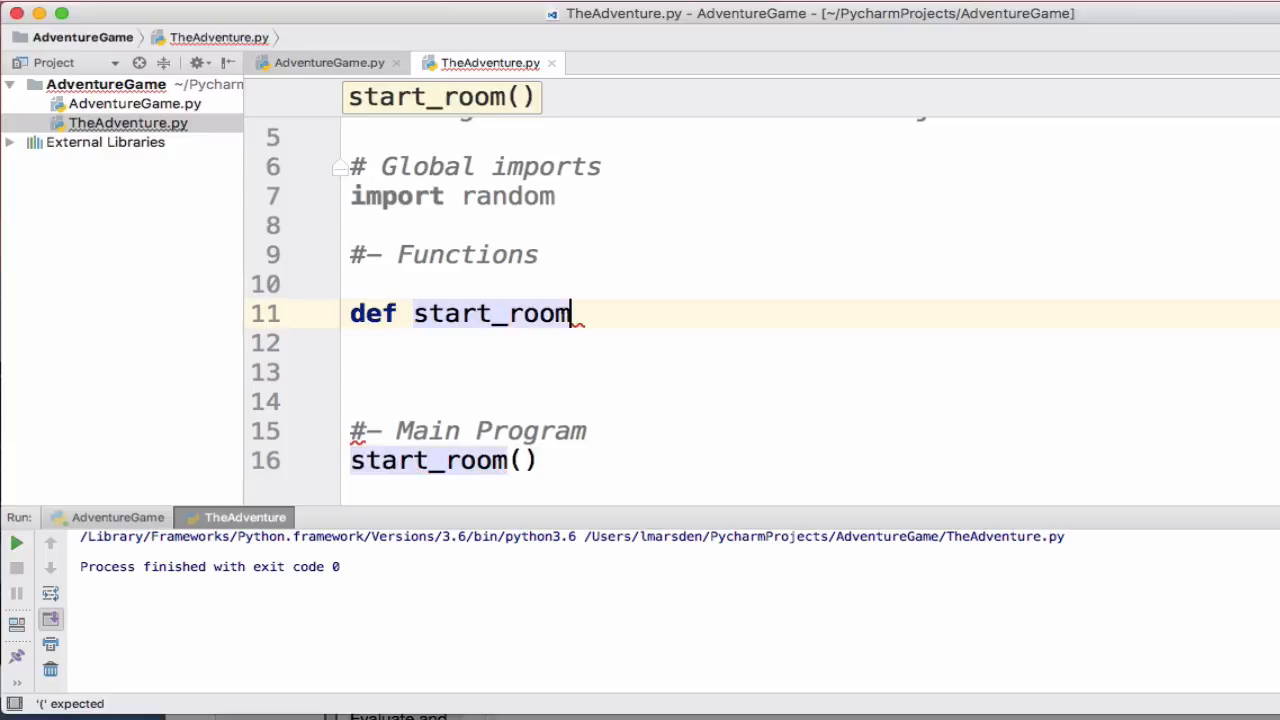 TheAdventure.py - AdventureGame - [~/PycharmProjects/AdventureGame]
AdventureGame
TheAdventure.py
Project
AdventureGame.py
TheAdventure.py
AdventureGame ~/Pycharm
AdventureGame.py
TheAdventure.py
External Libraries
start_room()
5
6 # Global imports
7 import random
8
9 #- Functions
10
11 def start_room
12
13
14
15 #- Main Program
16 start_room()
Run: AdventureGame TheAdventure
/Library/Frameworks/Python.framework/Versions/3.6/bin/python3.6 /Users/lmarsden/PycharmProjects/AdventureGame/TheAdventure.py
Process finished with exit code 0
'(' expected
Evaluate and